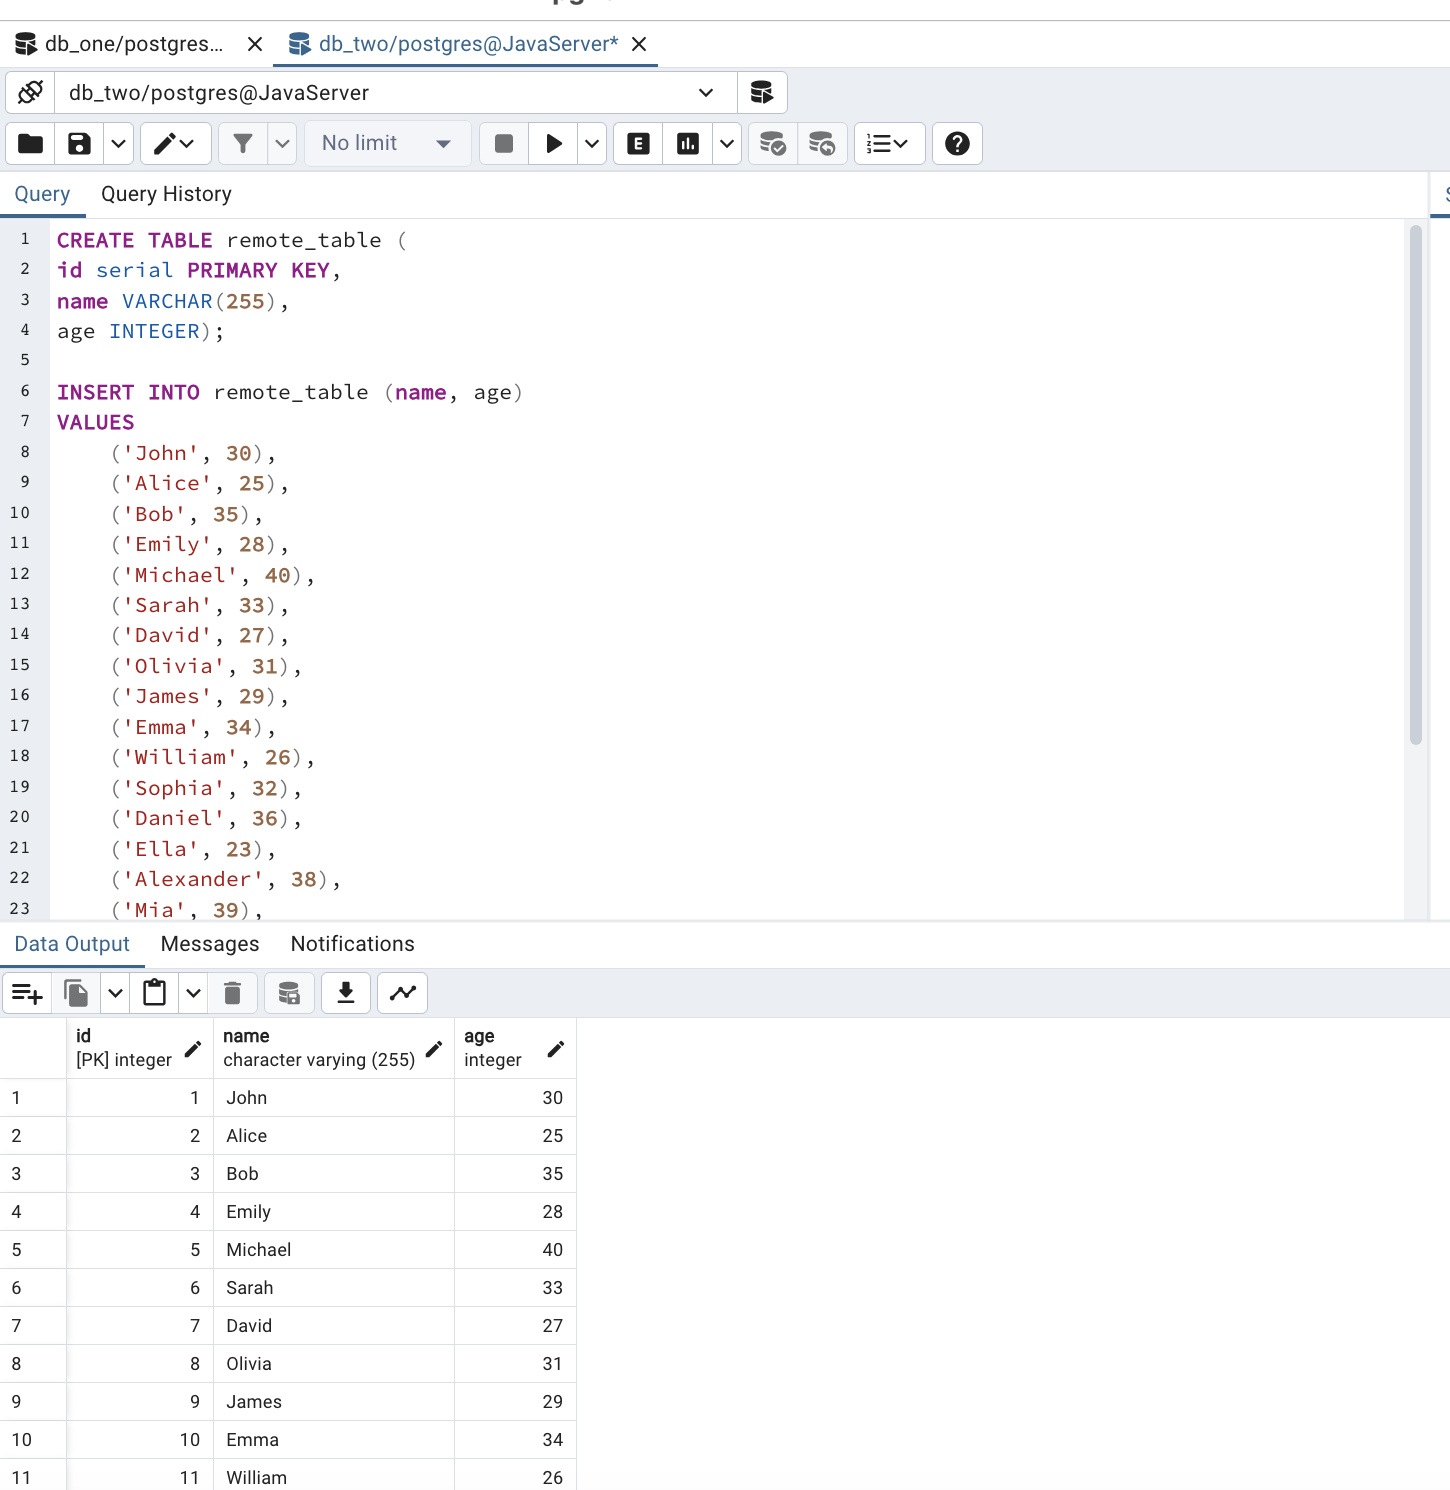 db_one/postgres... db_two/postgres@JavaServer*
db_two/postgres@JavaServer
No limit
Query Query History
1 CREATE TABLE remote_table (
2 id serial PRIMARY KEY,
3 name VARCHAR(255),
4 age INTEGER);
5
6 INSERT INTO remote_table (name, age)
7 VALUES
8 ('John', 30),
9 ('Alice', 25),
10 ('Bob', 35),
11 ('Emily', 28),
12 ('Michael', 40),
13 ('Sarah', 33),
14 ('David', 27),
15 ('Olivia', 31),
16 ('James', 29),
17 ('Emma', 34),
18 ('William', 26),
19 ('Sophia', 32),
20 ('Daniel', 36),
21 ('Ella', 23),
22 ('Alexander', 38),
23 ('Mia', 39),
Data Output Messages Notifications
id name age
[PK] integer character varying (255) integer
1 1 John 30
2 2 Alice 25
3 3 Bob 35
4 4 Emily 28
5 5 Michael 40
6 6 Sarah 33
7 7 David 27
8 8 Olivia 31
9 9 James 29
10 10 Emma 34
11 11 William 26